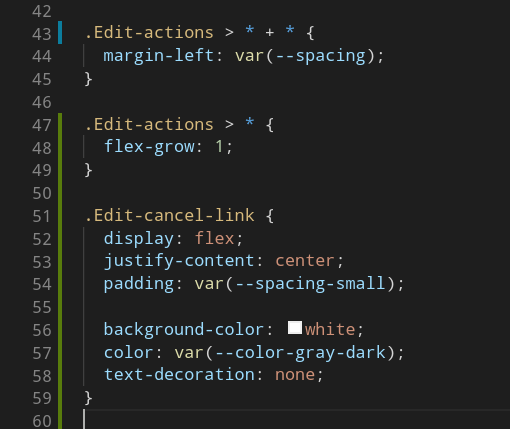 42
43 .Edit-actions > * + * {
44   margin-left: var(--spacing);
45 }
46
47 .Edit-actions > * {
48   flex-grow: 1;
49 }
50
51 .Edit-cancel-link {
52   display: flex;
53   justify-content: center;
54   padding: var(--spacing-small);
55
56   background-color: white;
57   color: var(--color-gray-dark);
58   text-decoration: none;
59 }
60